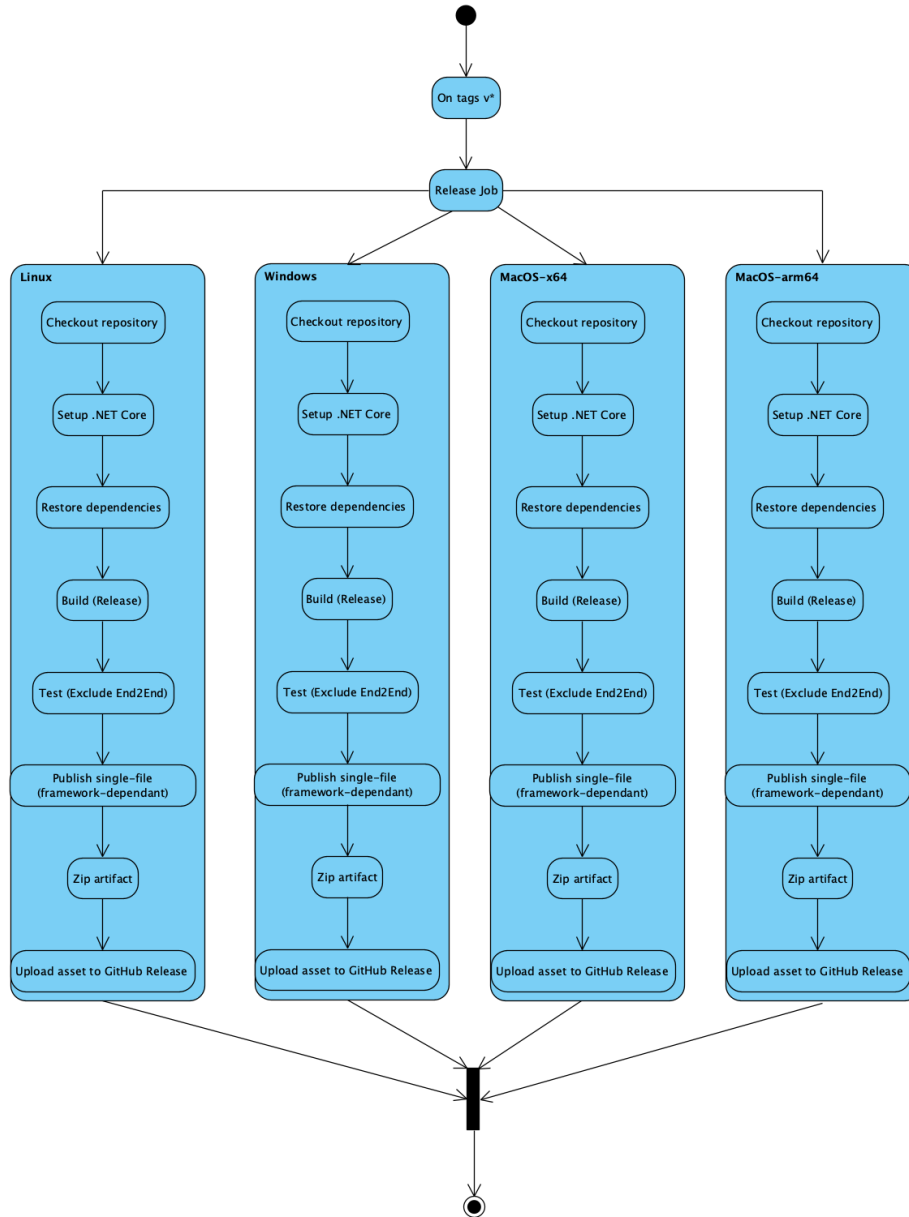 On tags v*
Release Job
Linux
Checkout repository
Setup .NET Core
Restore dependencies
Build (Release)
Test (Exclude End2End)
Publish single-file
(framework-dependant)
Zip artifact
Upload asset to GitHub Release
Windows
Checkout repository
Setup .NET Core
Restore dependencies
Build (Release)
Test (Exclude End2End)
Publish single-file
(framework-dependant)
Zip artifact
Upload asset to GitHub Release
MacOS-x64
Checkout repository
Setup .NET Core
Restore dependencies
Build (Release)
Test (Exclude End2End)
Publish single-file
(framework-dependant)
Zip artifact
Upload asset to GitHub Release
MacOS-arm64
Checkout repository
Setup .NET Core
Restore dependencies
Build (Release)
Test (Exclude End2End)
Publish single-file
(framework-dependant)
Zip artifact
Upload asset to GitHub Release